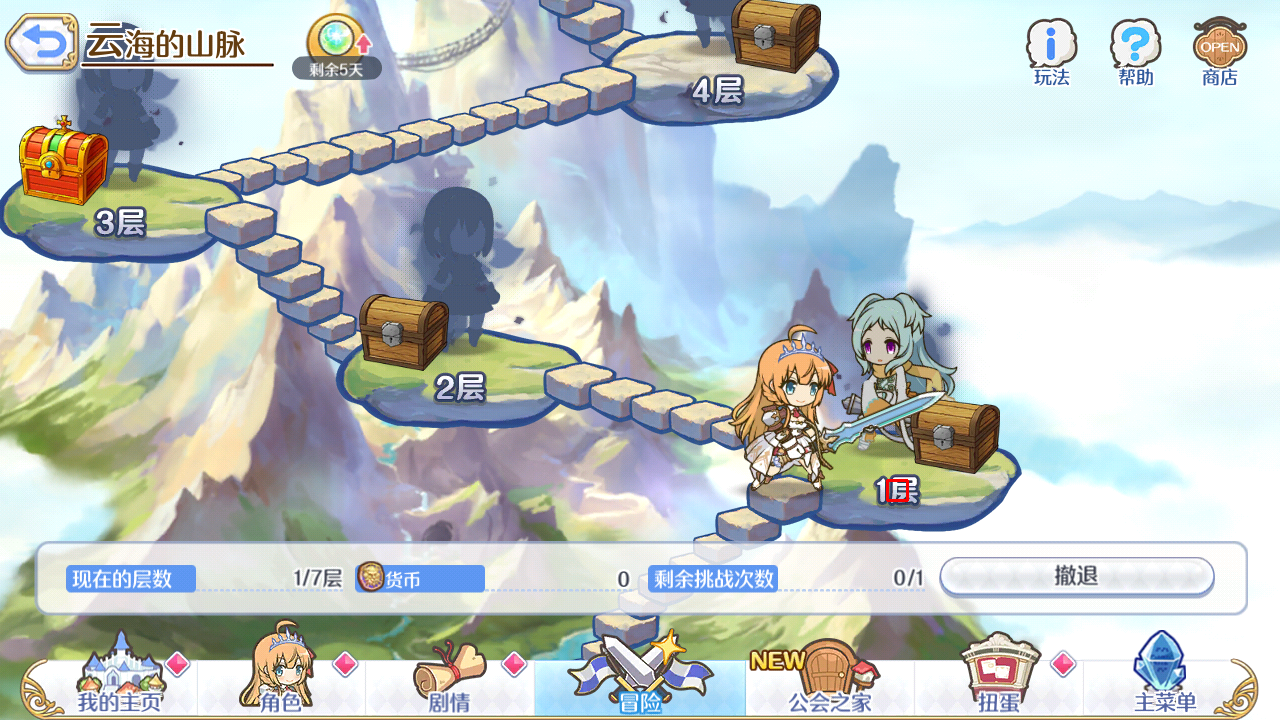 云海的山脉
剩余5天
玩法
帮助
OPEN
商店
4层
3层
2层
1层
现在的层数
1/7层
货币
0
剩余挑战次数
0/1
撤退
我的主页
角色
剧情
冒险
NEW
公会之家
扭蛋
主菜单